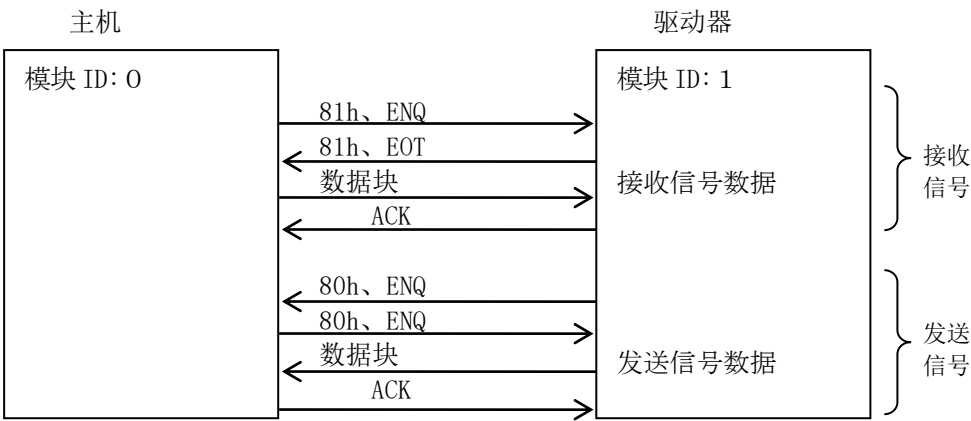 主机
驱动器
模块 ID: 0
模块 ID: 1
81h、ENQ
81h、EOT
数据块
接收信号数据
ACK
接收
信号
80h、ENQ
80h、ENQ
数据块
发送信号数据
ACK
发送
信号